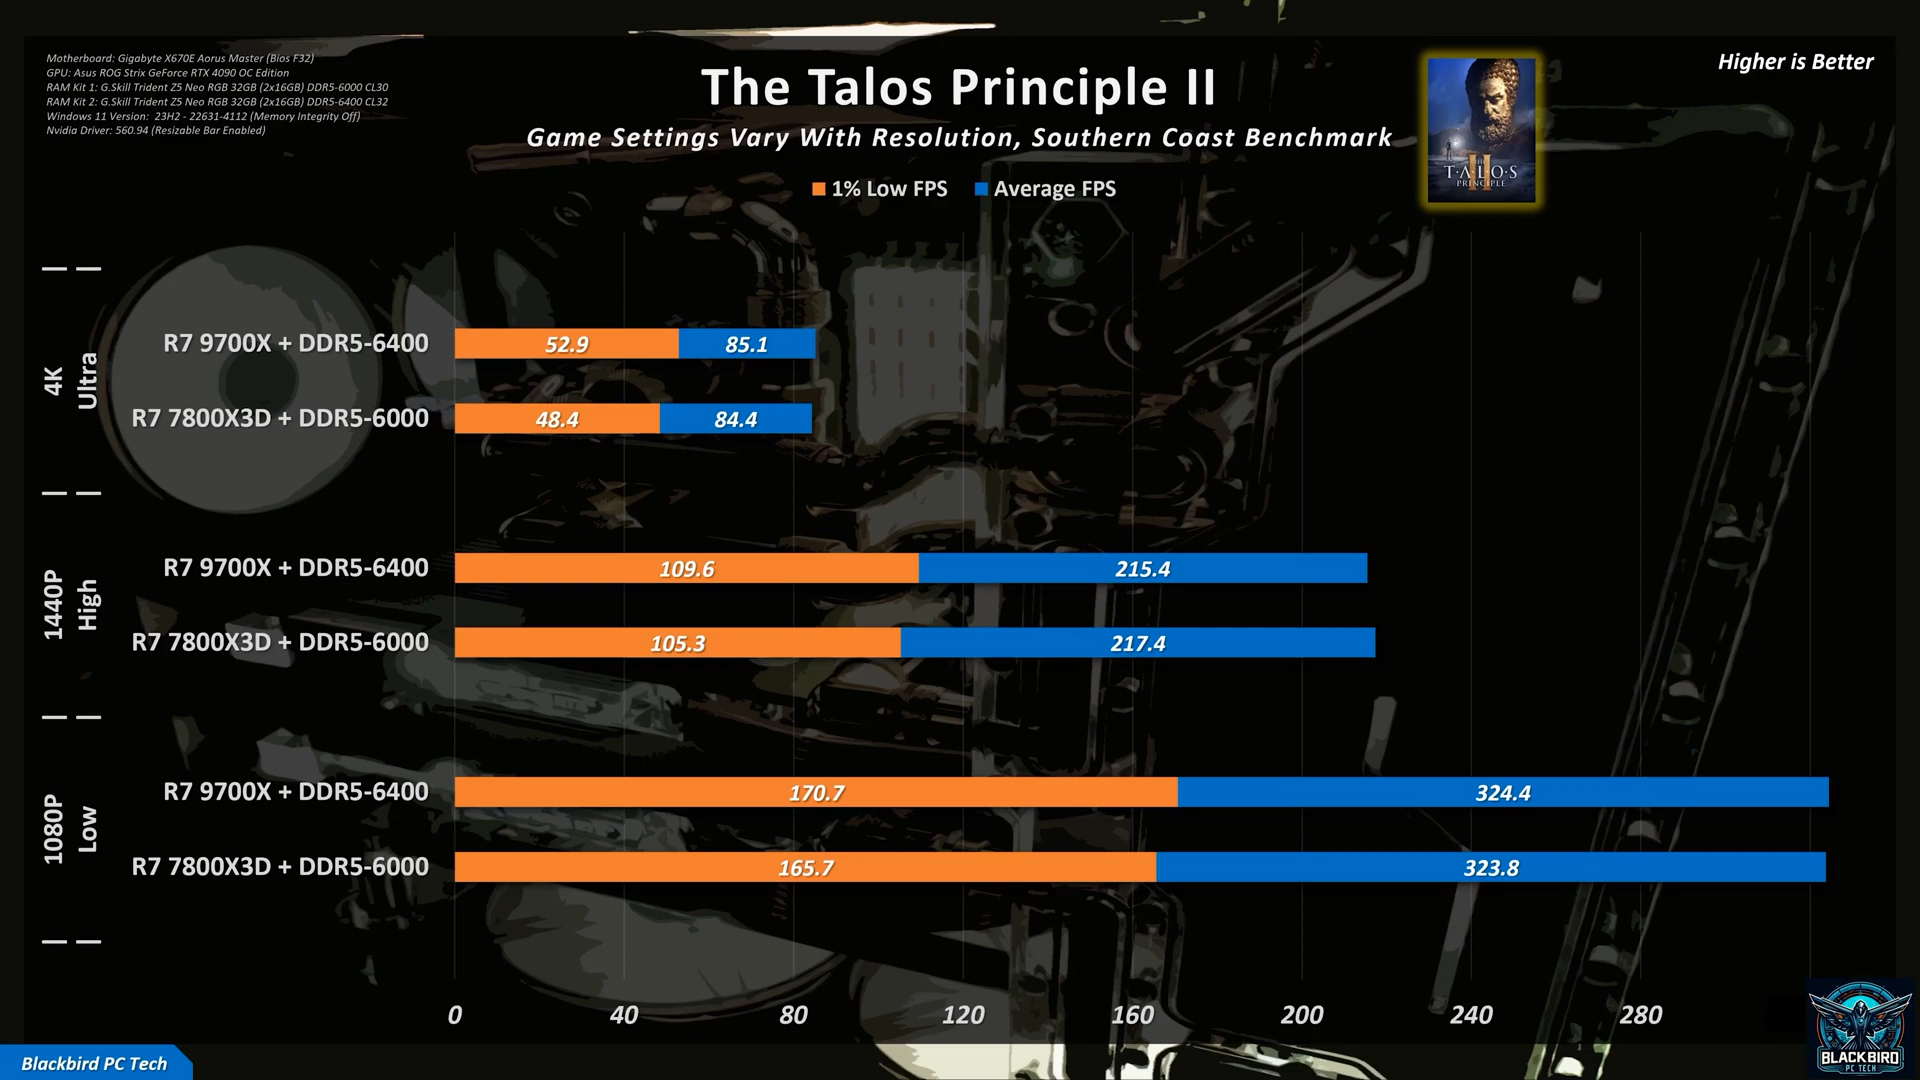 Motherboard: Gigabyte X670E Aorus Master (Bios F32)
GPU: Asus ROG Strix GeForce RTX 4090 OC Edition
RAM Kit 1: G.Skill Trident Z5 Neo RGB 32GB (2x16GB) DDR5-6000 CL30
RAM Kit 2: G.Skill Trident Z5 Neo RGB 32GB (2x16GB) DDR5-6400 CL32
Windows 11 Version: 23H2 - 22631-4112 (Memory Integrity Off)
Nvidia Driver: 560.94 (Resizable Bar Enabled)
The Talos Principle II
Game Settings Vary With Resolution, Southern Coast Benchmark
Higher is Better
THE
T·A·L·O·S
II
PRINCIPLE
1% Low FPS
Average FPS
4K
Ultra
R7 9700X + DDR5-6400
52.9
85.1
R7 7800X3D + DDR5-6000
48.4
84.4
1440P
High
R7 9700X + DDR5-6400
109.6
215.4
R7 7800X3D + DDR5-6000
105.3
217.4
1080P
Low
R7 9700X + DDR5-6400
170.7
324.4
R7 7800X3D + DDR5-6000
165.7
323.8
0 40 80 120 160 200 240 280
Blackbird PC Tech
BLACKBIRD
PC TECH